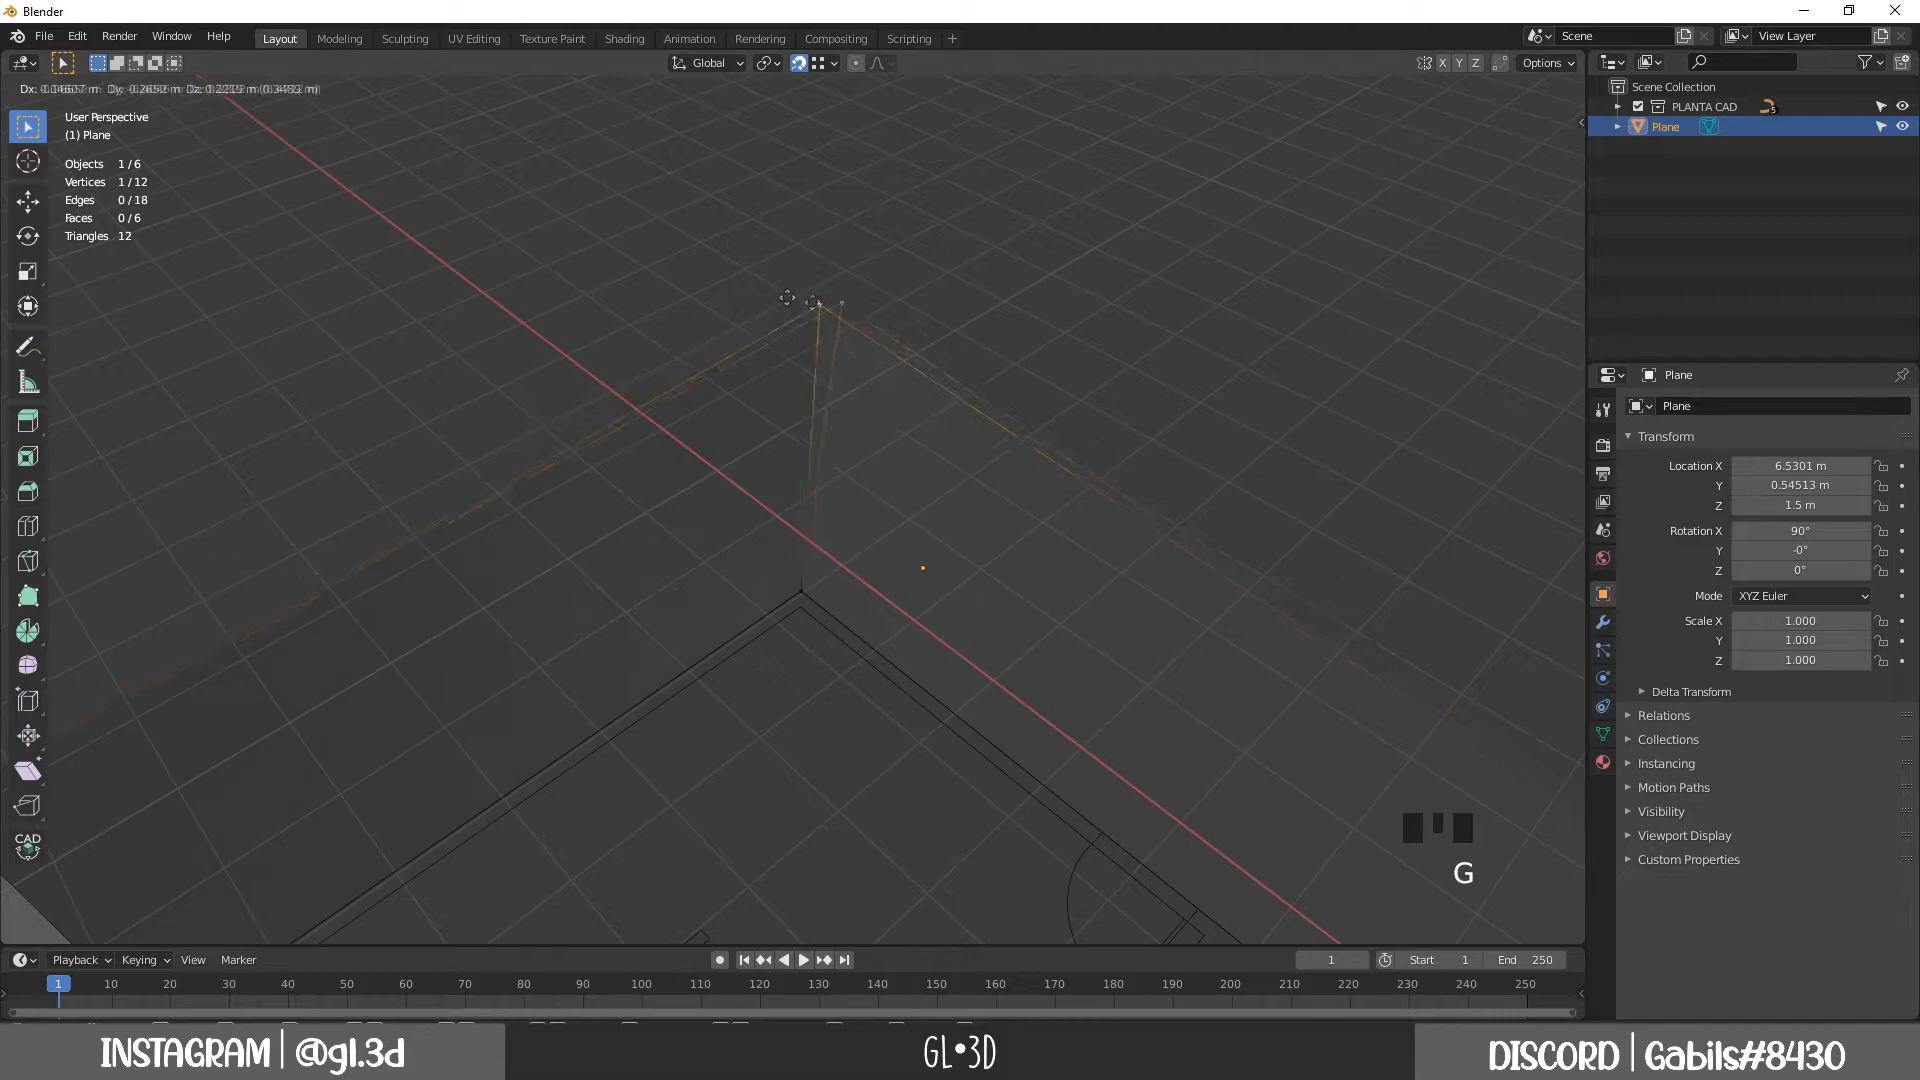 Blender
File Edit Render Window Help
Layout Modeling Sculpting UV Editing Texture Paint Shading Animation Rendering Compositing Scripting +
Scene
View Layer
Global
X Y Z
Options
User Perspective
(1) Plane
Objects 1 / 6
Vertices 1 / 12
Edges 0 / 18
Faces 0 / 6
Triangles 12
CAD
G
Scene Collection
PLANTA CAD 5
Plane
Plane
Plane
Transform
Location X 6.5301 m
Y 0.54513 m
Z 1.5 m
Rotation X 90°
Y -0°
Z 0°
Mode XYZ Euler
Scale X 1.000
Y 1.000
Z 1.000
Delta Transform
Relations
Collections
Instancing
Motion Paths
Visibility
Viewport Display
Custom Properties
Playback Keying View Marker
1 Start 1 End 250
1 10 20 30 40 50 60 70 80 90 100 110 120 130 140 150 160 170 180 190 200 210 220 230 240 250
INSTAGRAM | @gl.3d
GL•3D
DISCORD | Gabils#8430